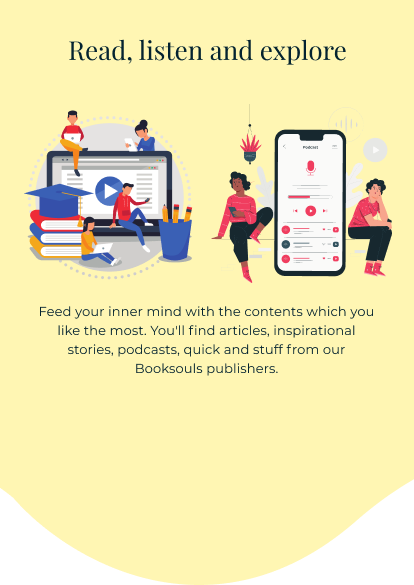 Read, listen and explore
Podcast
Feed your inner mind with the contents which you
like the most. You'll find articles, inspirational
stories, podcasts, quick and stuff from our
Booksouls publishers.